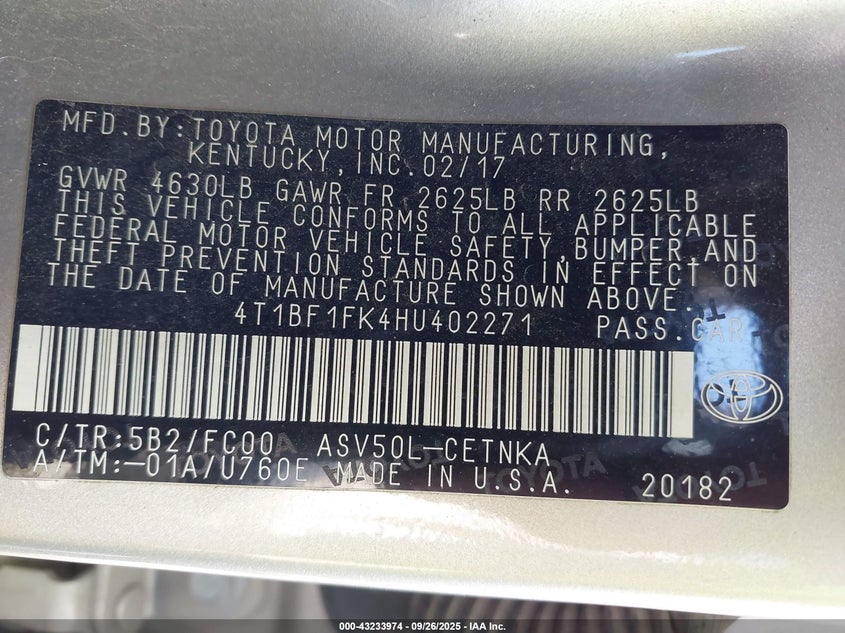 MFD.BY:TOYOTA MOTOR MANUFACTURING,
KENTUCKY,INC.02/17
GVWR 4630LB GAWR FR 2625LB RR 2625LB
THIS VEHICLE CONFORMS TO ALL APPLICABLE
FEDERAL MOTOR VEHICLE SAFETY,BUMPER,AND
THEFT PREVENTION STANDARDS IN EFFECT ON
THE DATE OF MANUFACTURE SHOWN ABOVE.
4T1BF1FK4HU402271 PASS.CAR
C/TR:5B2/FC00 ASV50L-CETNKA
A/TM:-01A/U760E MADE IN U.S.A. 20182
TOYOTA TOYOTA
000-43233974 - 09/26/2025 - IAA Inc.